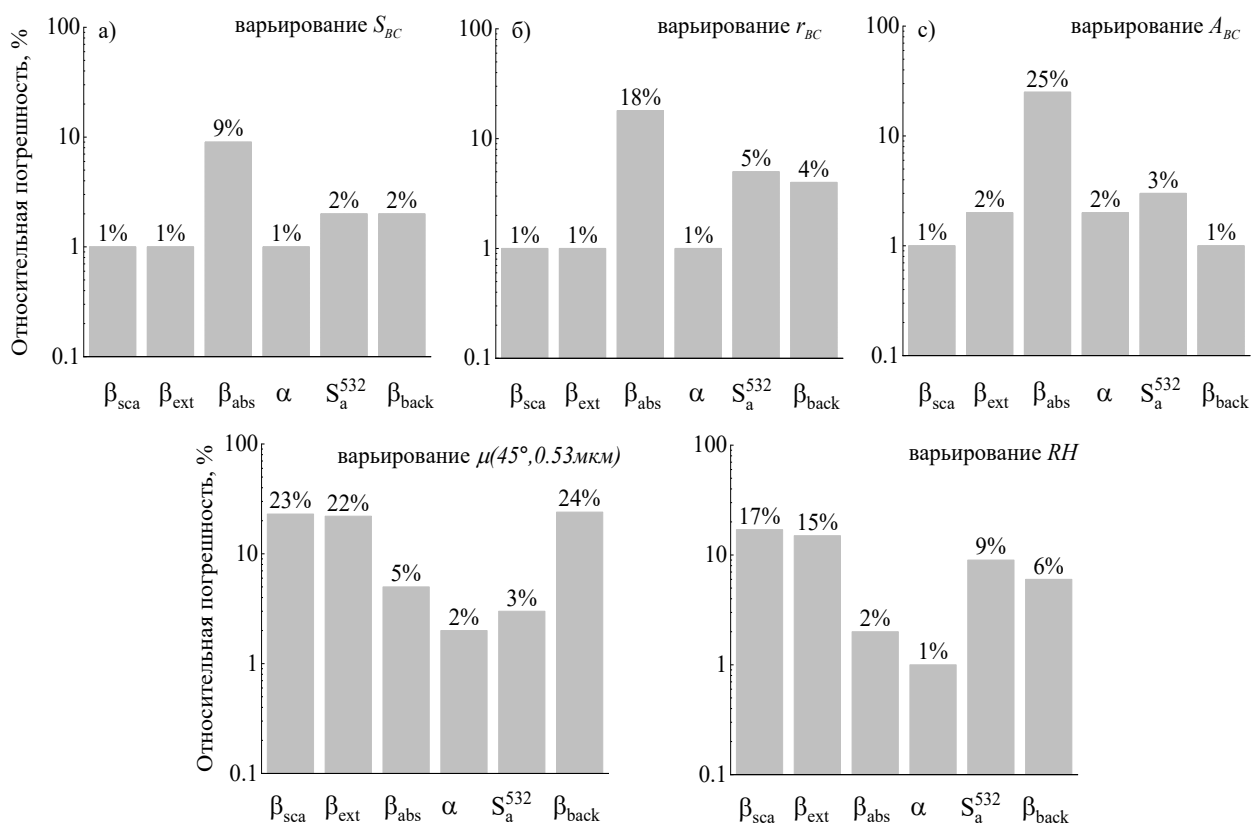 Относительная погрешность, %
а) варьирование S_BC
100
10
1
0.1
1% 1% 9% 1% 2% 2%
β_sca β_ext β_abs α S_a^532 β_back
б) варьирование r_BC
100
10
1
0.1
1% 1% 18% 1% 5% 4%
β_sca β_ext β_abs α S_a^532 β_back
с) варьирование A_BC
100
10
1
0.1
1% 2% 25% 2% 3% 1%
β_sca β_ext β_abs α S_a^532 β_back
Относительная погрешность, %
варьирование μ(45°,0.53мкм)
100
10
1
0.1
23% 22% 5% 2% 3% 24%
β_sca β_ext β_abs α S_a^532 β_back
варьирование RH
100
10
1
0.1
17% 15% 2% 1% 9% 6%
β_sca β_ext β_abs α S_a^532 β_back